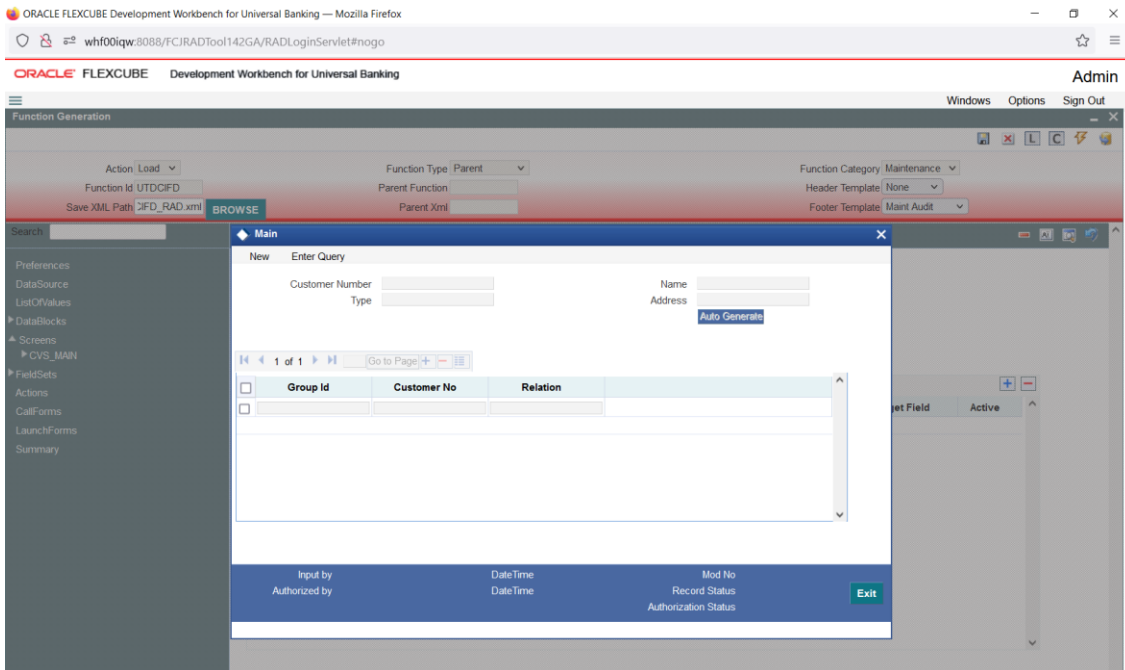 ORACLE FLEXCUBE Development Workbench for Universal Banking — Mozilla Firefox
whf00iqw:8088/FCJRADTool142GA/RADLoginServlet#nogo
ORACLE' FLEXCUBE Development Workbench for Universal Banking Admin
Windows Options Sign Out
Function Generation
L C
Action Load Function Type Parent Function Category Maintenance
Function Id UTDCIFD Parent Function Header Template None
Save XML Path CIFD_RAD.xml BROWSE Parent Xml Footer Template Maint Audit
Search
Main
New Enter Query
Preferences
DataSource
ListOfValues
DataBlocks
Screens
CVS_MAIN
FieldSets
Actions
CallForms
LaunchForms
Summary
Customer Number Name
Type Address
Auto Generate
1 of 1 Go to Page
Group Id Customer No Relation
get Field Active
Input by DateTime Mod No
Authorized by DateTime Record Status
Authorization Status
Exit